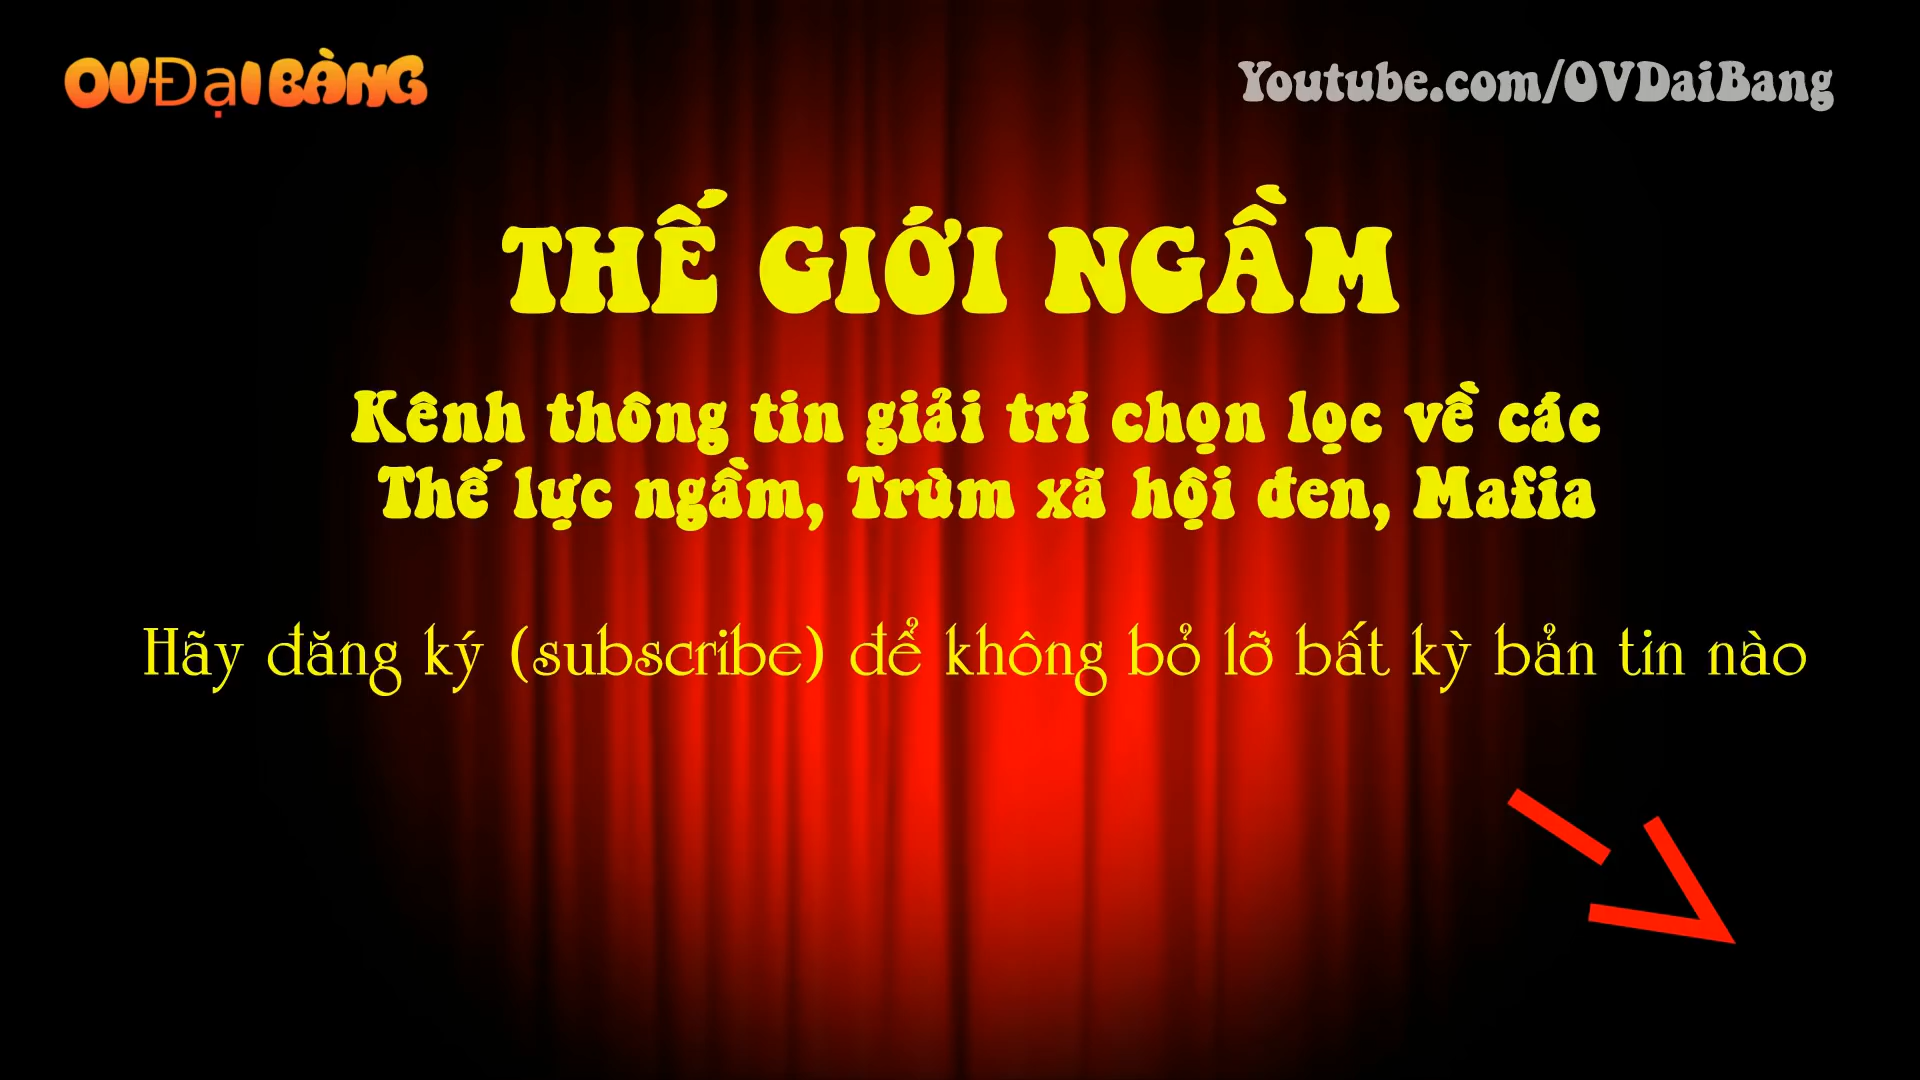 OVĐạI BÀNG
Youtube.com/OVDaiBang
THẾ GIỚI NGẦM
Kênh thông tin giải trí chọn lọc về các
Thế lực ngầm, Trùm xã hội đen, Mafia
Hãy đăng ký (subscribe) để không bỏ lỡ bất kỳ bản tin nào